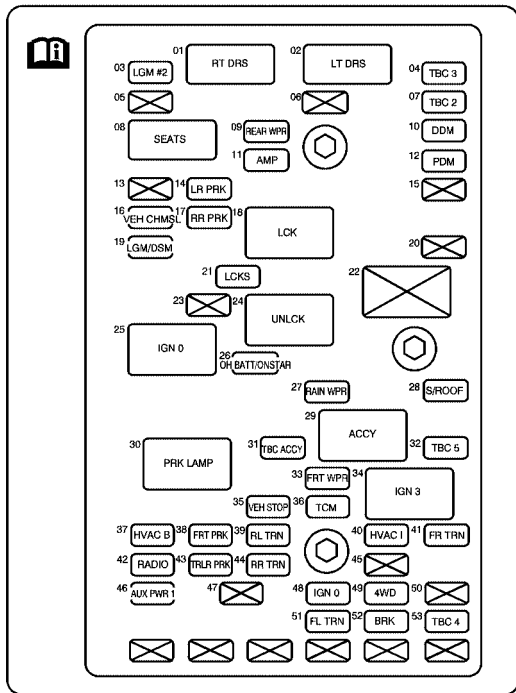 01 RT DRS 02 LT DRS
03 LGM #2 04 TBC 3
05 06 07 TBC 2
08 SEATS 09 REAR WPR 10 DDM
11 AMP 12 PDM
13 14 LR PRK 15
16 VEH CHMSL 17 RR PRK 18 LCK
19 LGM/DSM 20
21 LCKS 22
23 24 UNLCK
25 IGN 0
26 OH BATT/ONSTAR
27 RAIN WPR 28 S/ROOF
29 ACCY
30 PRK LAMP 31 TBC ACCY 32 TBC 5
33 FRT WPR 34 IGN 3
35 VEH STOP 36 TCM
37 HVAC B 38 FRT PRK 39 RL TRN 40 HVAC I 41 FR TRN
42 RADIO 43 TRLR PRK 44 RR TRN 45
46 AUX PWR 1 47 48 IGN 0 49 4WD 50
51 FL TRN 52 BRK 53 TBC 4